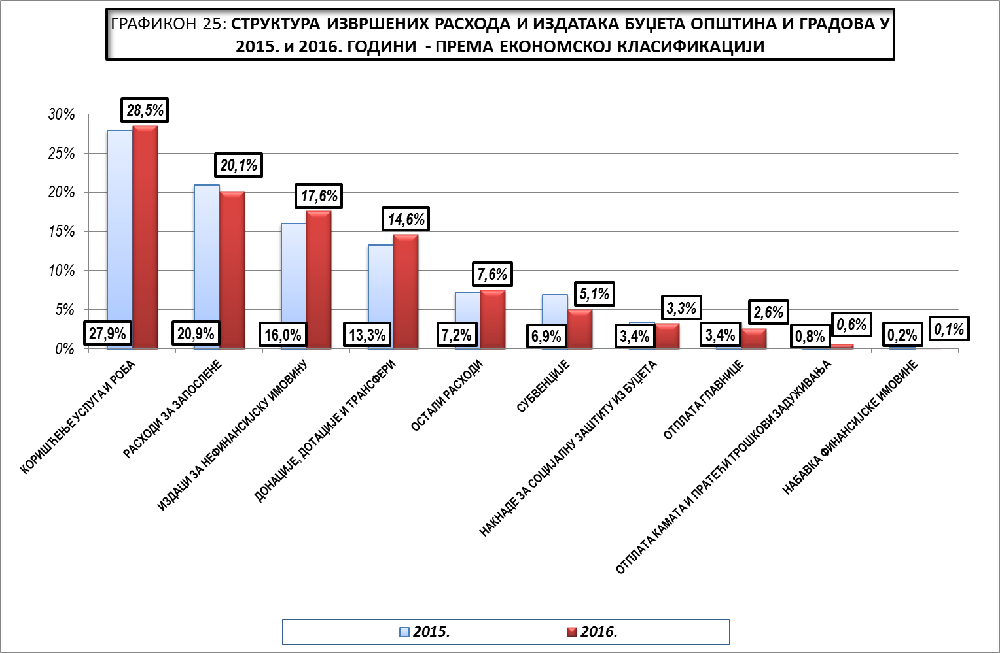 ГРАФИКОН 25: СТРУКТУРА ИЗВРШЕНИХ РАСХОДА И ИЗДАТАКА БУЏЕТА ОПШТИНА И ГРАДОВА У
2015. и 2016. ГОДИНИ - ПРЕМА ЕКОНОМСКОЈ КЛАСИФИКАЦИЈИ
30%
25%
20%
15%
10%
5%
0%
28,5%
20,1%
17,6%
14,6%
7,6%
5,1%
3,3%
2,6%
0,6%
0,1%
27,9%
20,9%
16,0%
13,3%
7,2%
6,9%
3,4%
3,4%
0,8%
0,2%
КОРИШЋЕЊЕ УСЛУГА И РОБА
РАСХОДИ ЗА ЗАПОСЛЕНЕ
ИЗДАЦИ ЗА НЕФИНАНСИЈСКУ ИМОВИНУ
ДОНАЦИЈЕ, ДОТАЦИЈЕ И ТРАНСФЕРИ
ОСТАЛИ РАСХОДИ
СУБВЕНЦИЈЕ
НАКНАДЕ ЗА СОЦИЈАЛНУ ЗАШТИТУ ИЗ БУЏЕТА
ОТПЛАТА ГЛАВНИЦЕ
ОТПЛАТА КАМАТА И ПРАТЕЋИ ТРОШКОВИ ЗАДУЖИВАЊА
НАБАВКА ФИНАНСИЈСКЕ ИМОВИНЕ
2015.
2016.